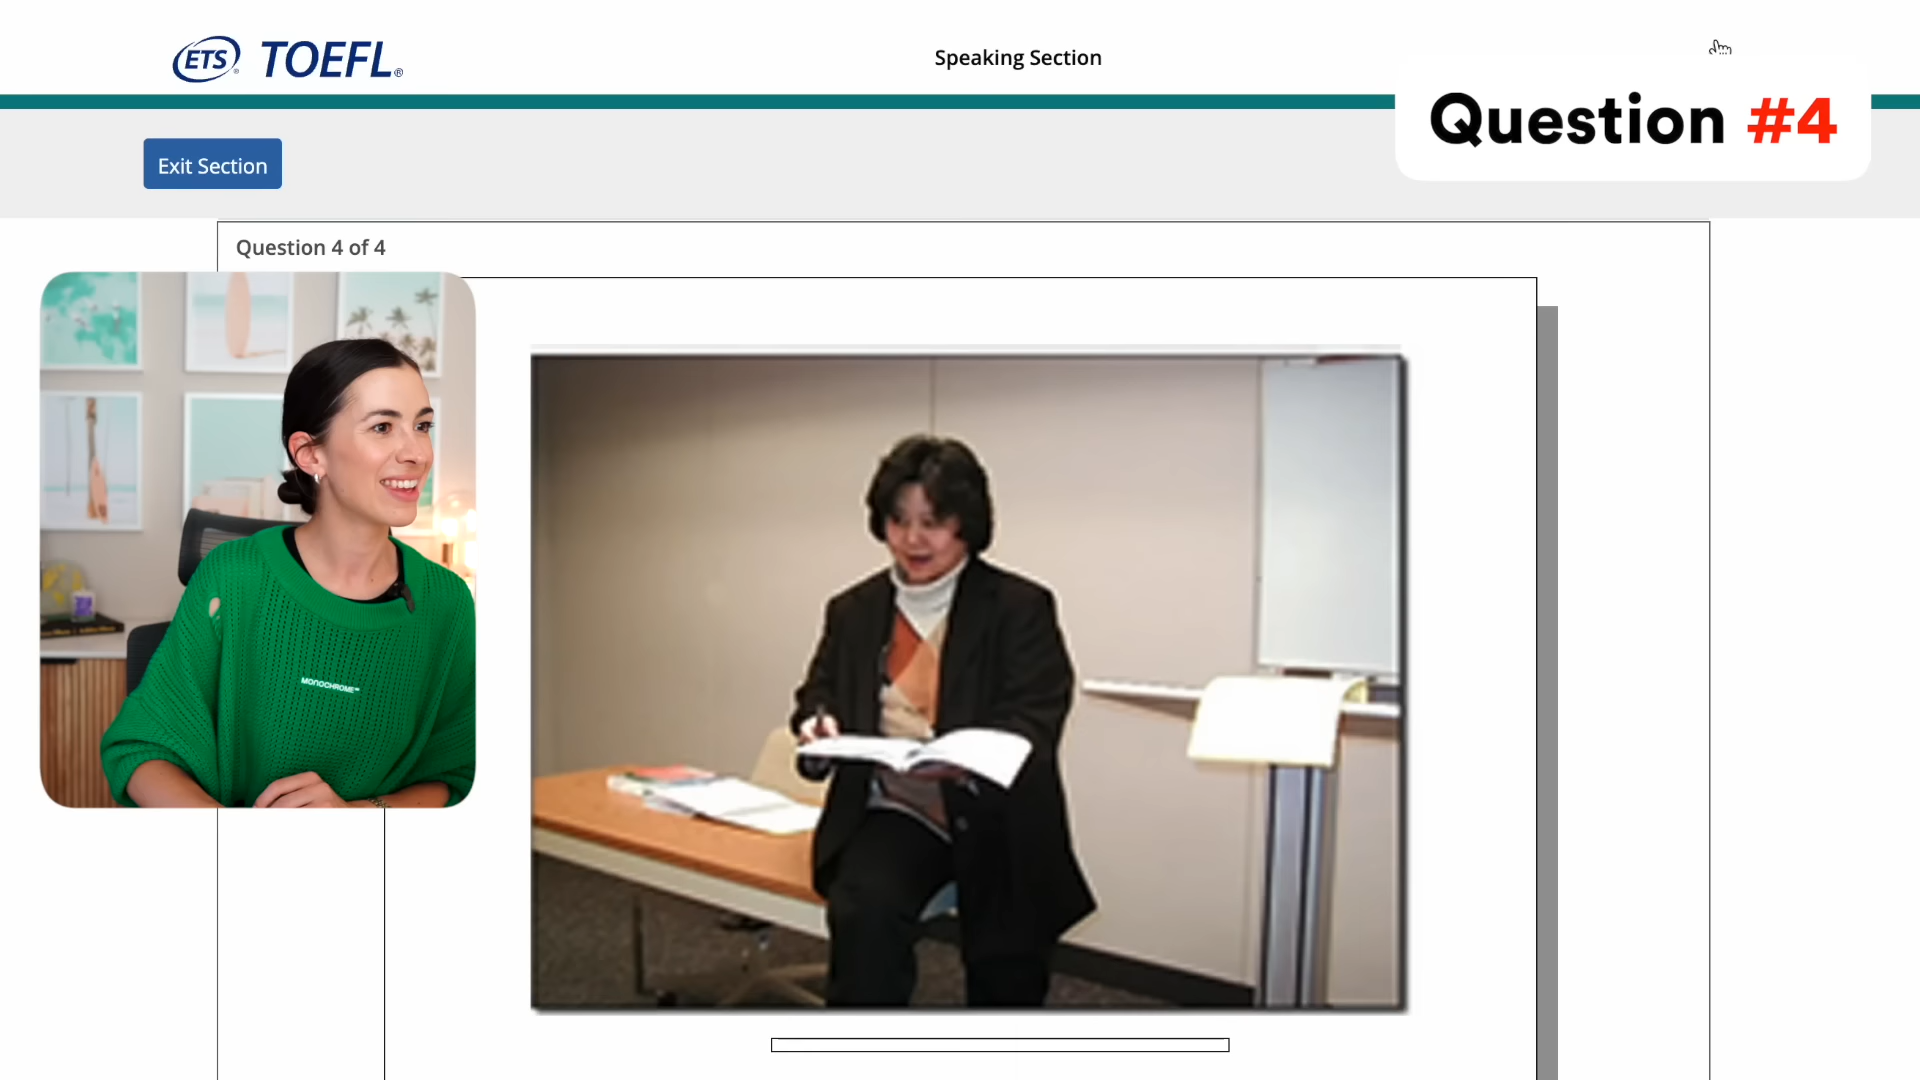 ETS® TOEFL®
Speaking Section
Question #4
Exit Section
Question 4 of 4
MONOCHROME